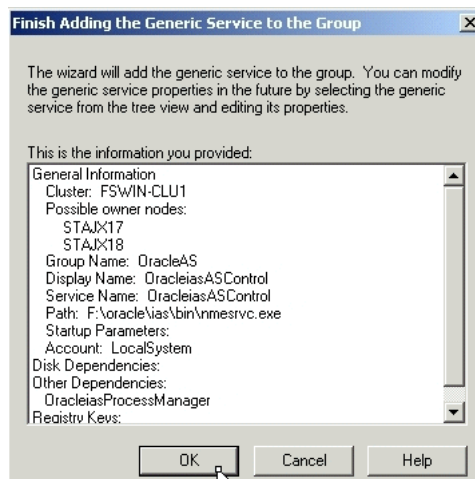 Finish Adding the Generic Service to the Group
The wizard will add the generic service to the group. You can modify
the generic service properties in the future by selecting the generic
service from the tree view and editing its properties.
This is the information you provided:
General Information
Cluster: FSWIN-CLU1
Possible owner nodes:
STAJX17
STAJX18
Group Name: OracleAS
Display Name: OracleiasASControl
Service Name: OracleiasASControl
Path: F:\oracle\ias\bin\nmesrvc.exe
Startup Parameters:
Account: LocalSystem
Disk Dependencies:
Other Dependencies:
OracleiasProcessManager
Registry Keys:
OK Cancel Help